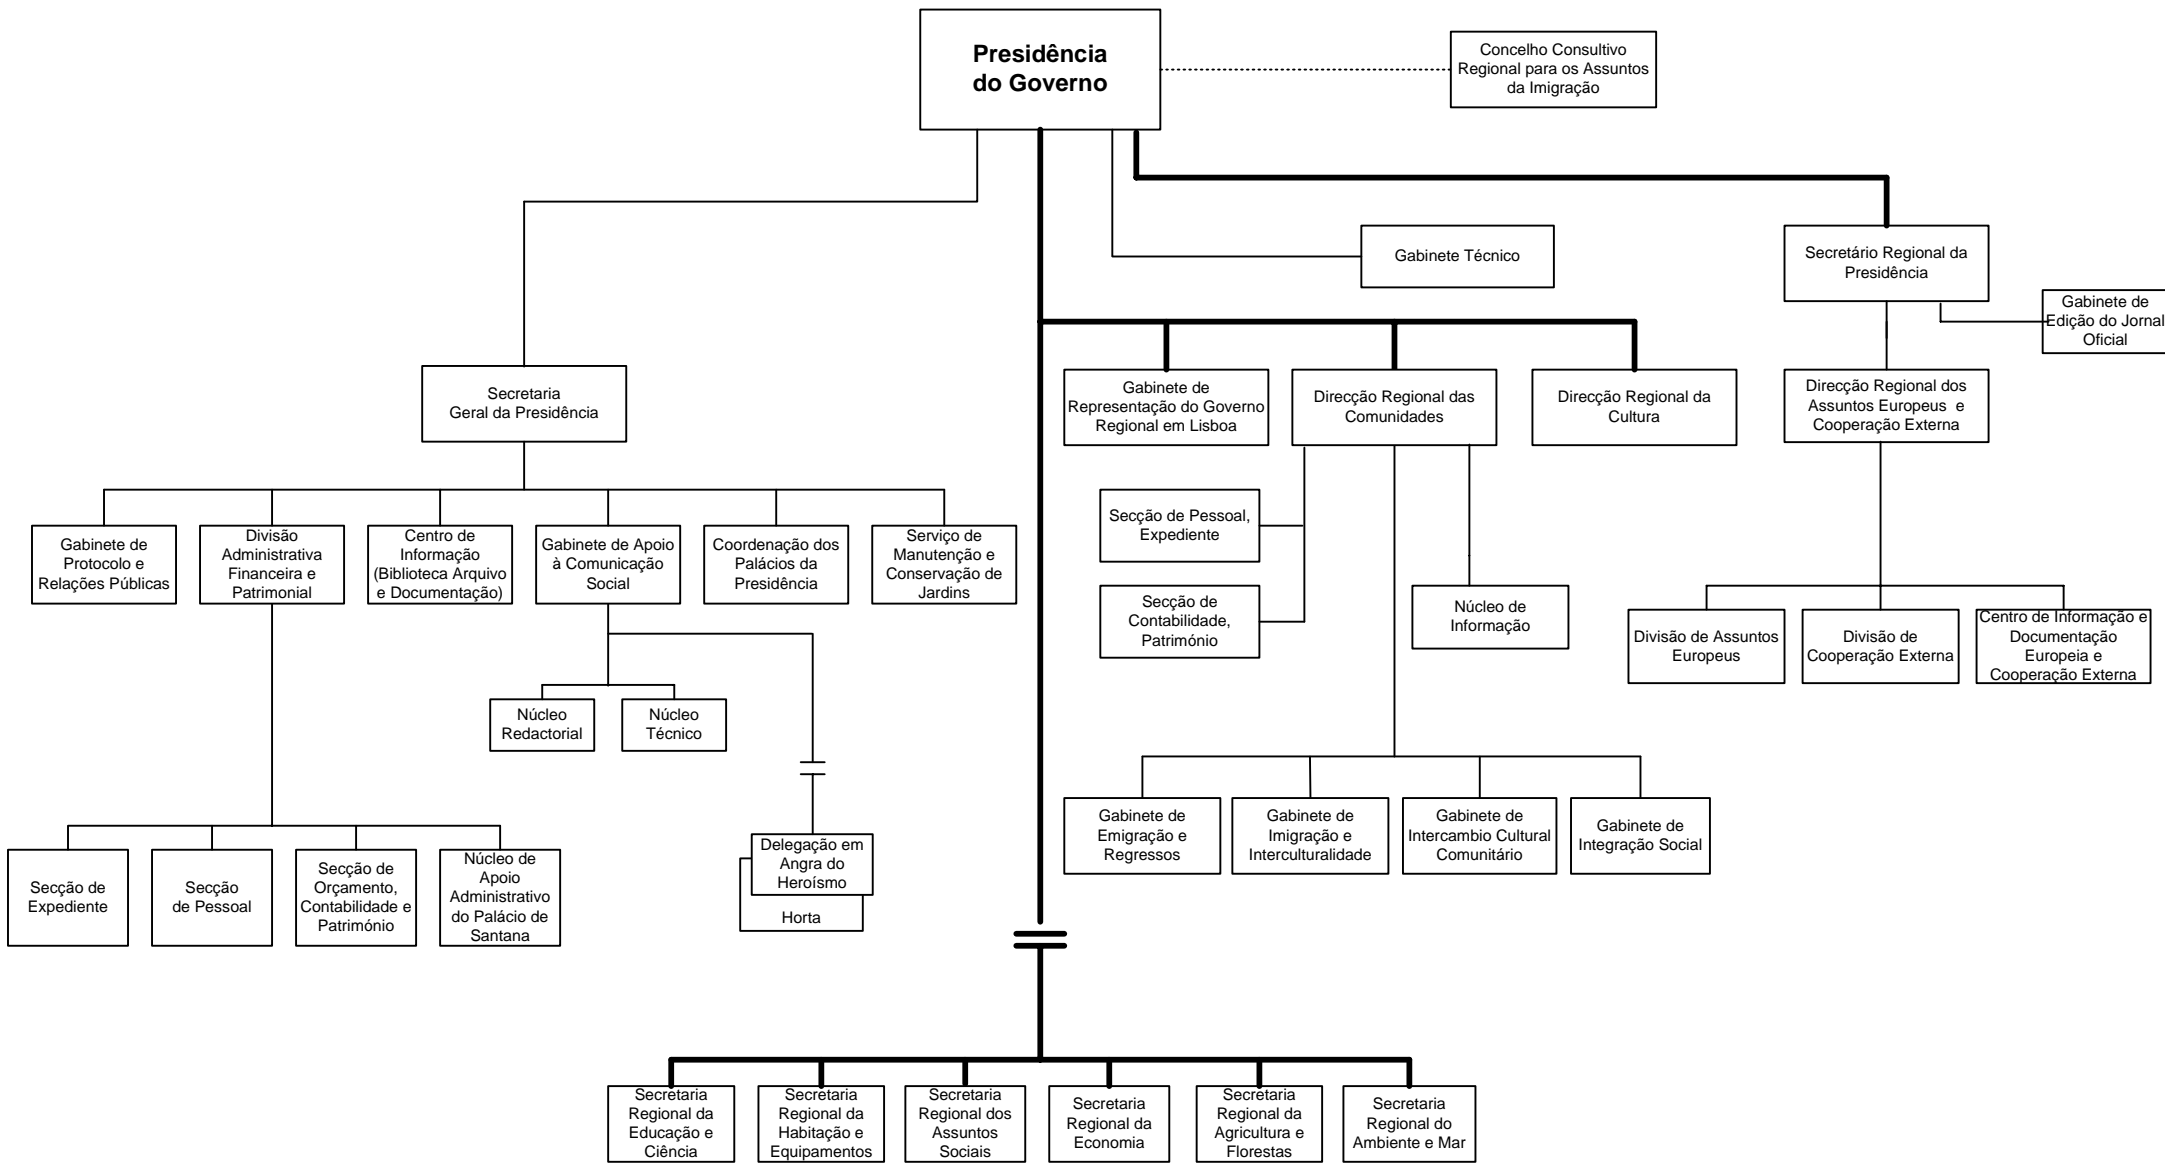 Presidência
do Governo
Concelho Consultivo
Regional para os Assuntos
da Imigração
Gabinete Técnico
Secretário Regional da
Presidência
Gabinete de
Edição do Jornal
Oficial
Secretaria
Geral da Presidência
Gabinete de
Representação do Governo
Regional em Lisboa
Direcção Regional das
Comunidades
Direcção Regional da
Cultura
Direcção Regional dos
Assuntos Europeus e
Cooperação Externa
Gabinete de
Protocolo e
Relações Públicas
Divisão
Administrativa
Financeira e
Patrimonial
Centro de
Informação
(Biblioteca Arquivo
e Documentação)
Gabinete de Apoio
à Comunicação
Social
Coordenação dos
Palácios da
Presidência
Serviço de
Manutenção e
Conservação de
Jardins
Secção de Pessoal,
Expediente
Secção de
Contabilidade,
Património
Núcleo de
Informação
Divisão de Assuntos
Europeus
Divisão de
Cooperação Externa
Centro de Informação e
Documentação
Europeia e
Cooperação Externa
Núcleo
Redactorial
Núcleo
Técnico
Gabinete de
Emigração e
Regressos
Gabinete de
Imigração e
Interculturalidade
Gabinete de
Intercambio Cultural
Comunitário
Gabinete de
Integração Social
Secção de
Expediente
Secção
de Pessoal
Secção de
Orçamento,
Contabilidade e
Património
Núcleo de
Apoio
Administrativo
do Palácio de
Santana
Delegação em
Angra do
Heroísmo
Horta
Secretaria
Regional da
Educação e
Ciência
Secretaria
Regional da
Habitação e
Equipamentos
Secretaria
Regional dos
Assuntos
Sociais
Secretaria
Regional da
Economia
Secretaria
Regional da
Agricultura e
Florestas
Secretaria
Regional do
Ambiente e Mar